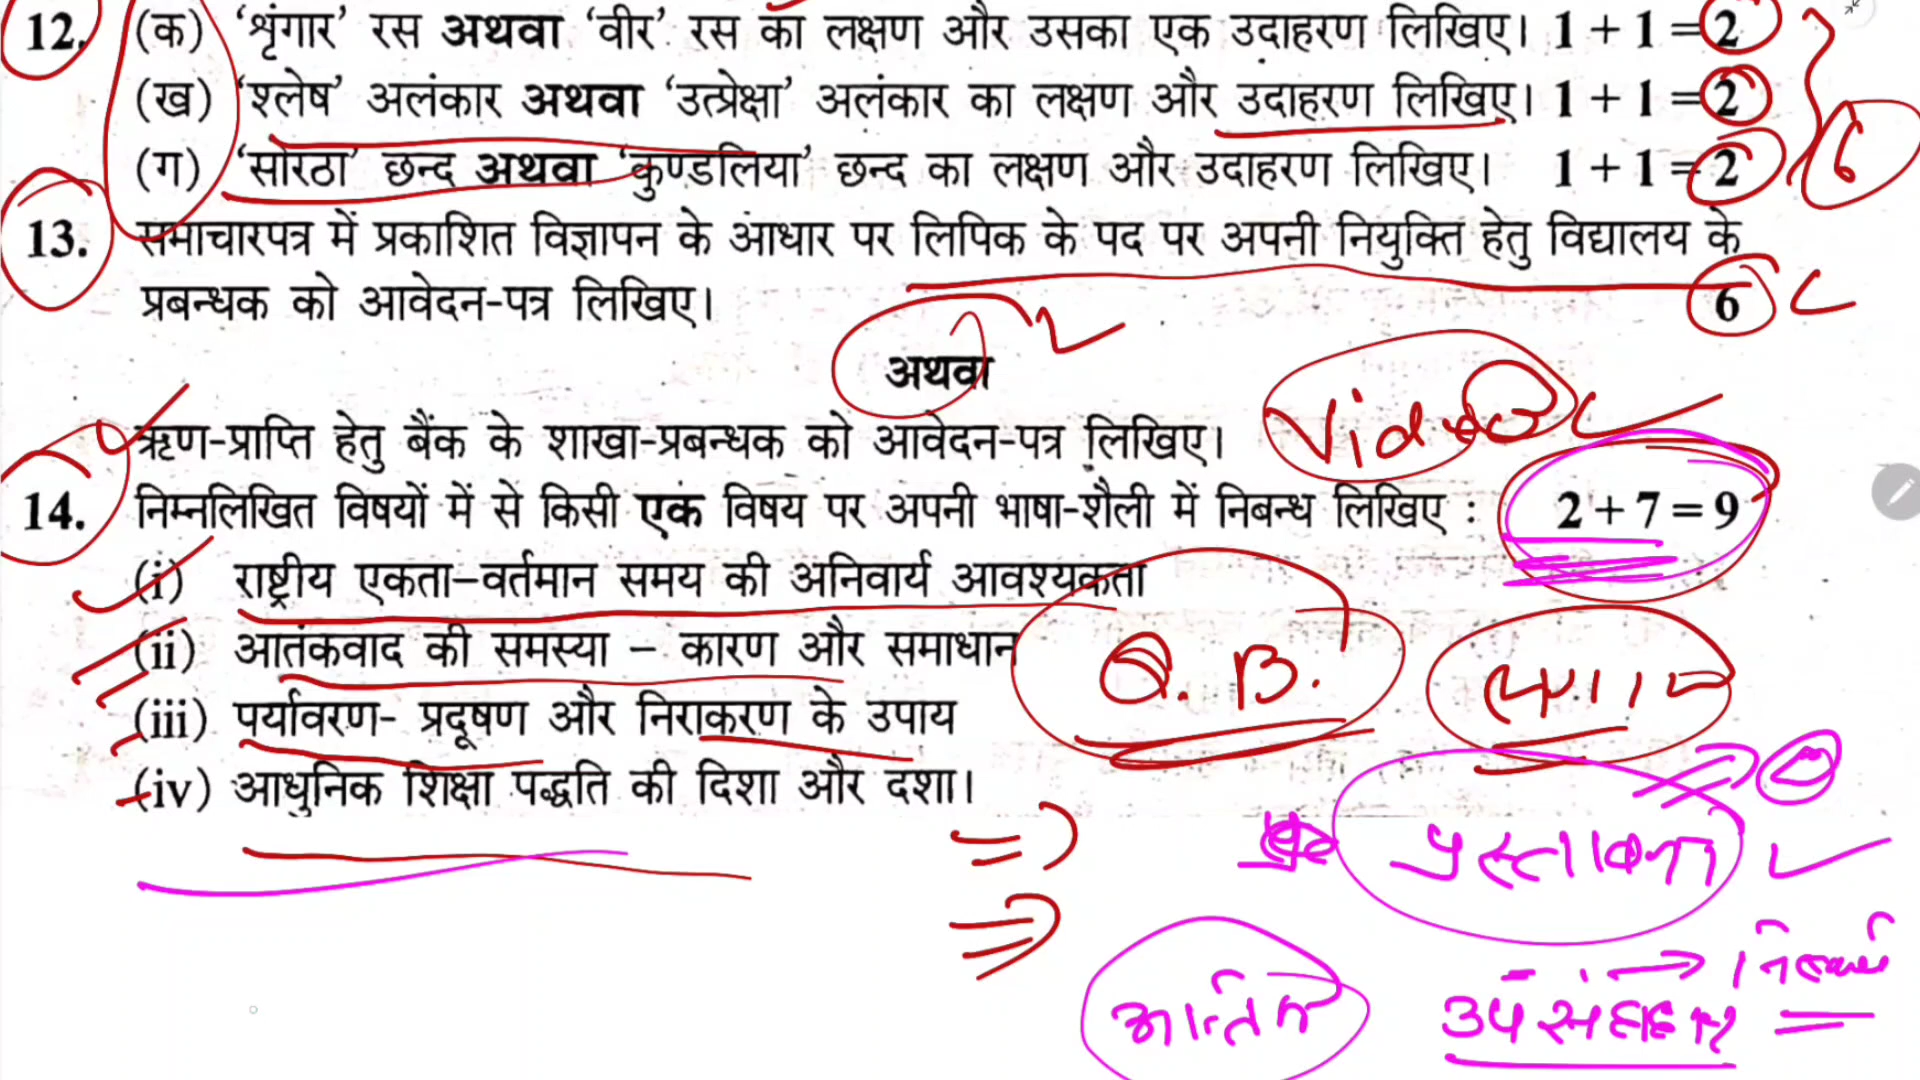 12. (क) ‘श्रृंगार’ रस अथवा ‘वीर’ रस का लक्षण और उसका एक उदाहरण लिखिए। 1 + 1 = 2
(ख) ‘श्लेष’ अलंकार अथवा ‘उत्प्रेक्षा’ अलंकार का लक्षण और उदाहरण लिखिए। 1 + 1 = 2
(ग) ‘सोरठा’ छन्द अथवा ‘कुण्डलिया’ छन्द का लक्षण और उदाहरण लिखिए। 1 + 1 = 2
6
13. समाचारपत्र में प्रकाशित विज्ञापन के आधार पर लिपिक के पद पर अपनी नियुक्ति हेतु विद्यालय के
प्रबन्धक को आवेदन-पत्र लिखिए। 6
अथवा
ऋण-प्राप्ति हेतु बैंक के शाखा-प्रबन्धक को आवेदन-पत्र लिखिए।
14. निम्नलिखित विषयों में से किसी एक विषय पर अपनी भाषा-शैली में निबन्ध लिखिए : 2 + 7 = 9
(i) राष्ट्रीय एकता–वर्तमान समय की अनिवार्य आवश्यकता
(ii) आतंकवाद की समस्या – कारण और समाधान
(iii) पर्यावरण- प्रदूषण और निराकरण के उपाय
Q. B.
(iv) आधुनिक शिक्षा पद्धति की दिशा और दशा।
प्रस्तावना